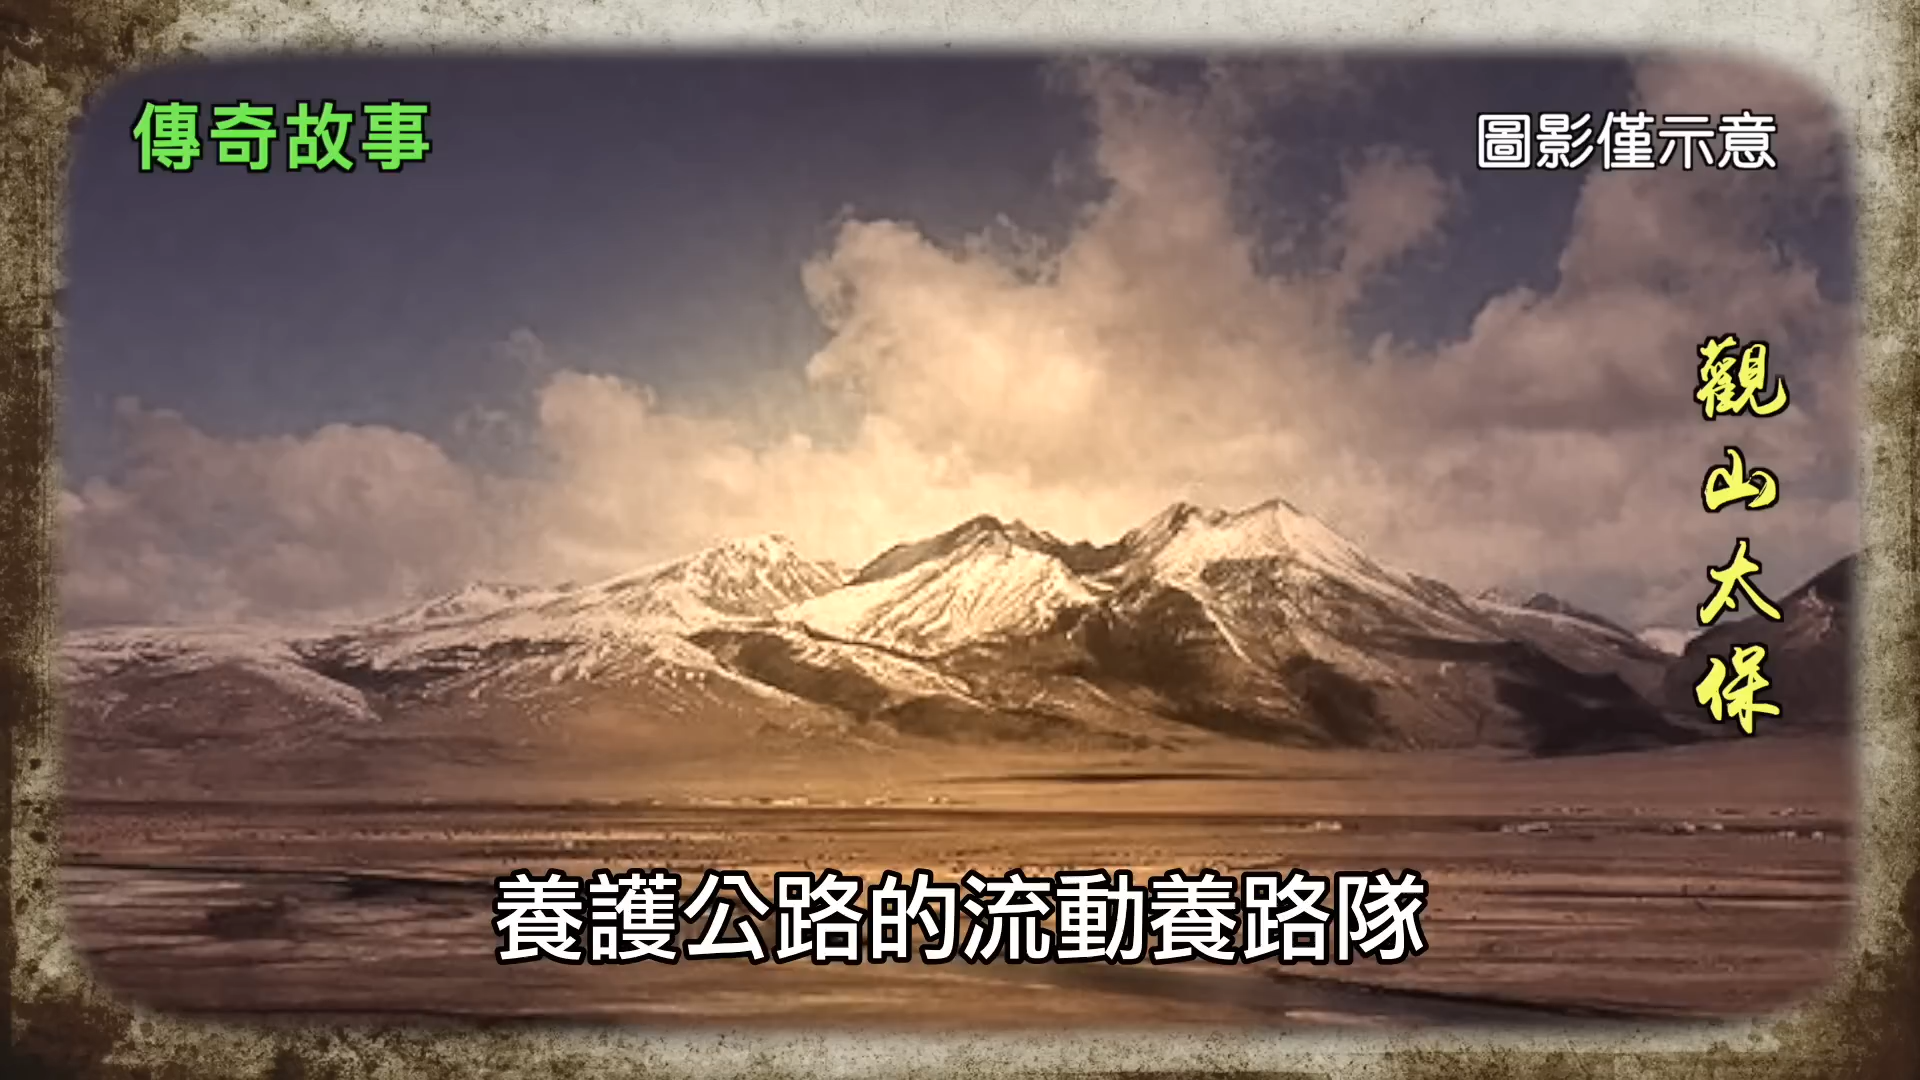 傳奇故事
圖影僅示意
觀山太保
養護公路的流動養路隊